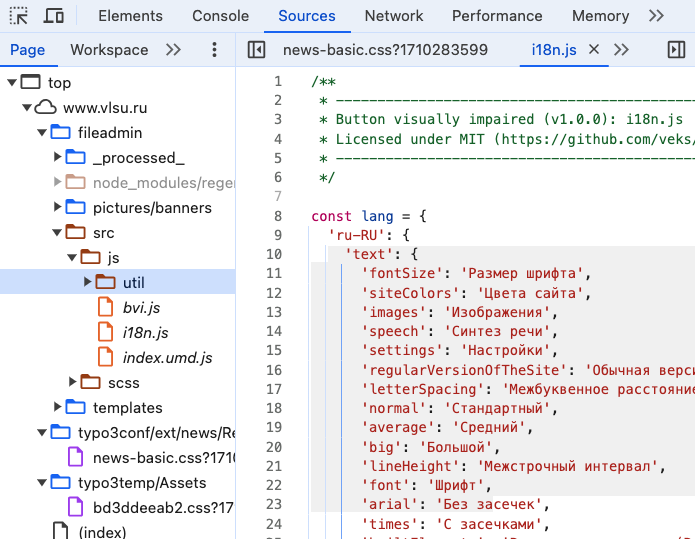 Elements Console Sources Network Performance Memory
Page Workspace news-basic.css?1710283599 i18n.js
top
www.vlsu.ru
fileadmin
_processed_
node_modules/reger
pictures/banners
src
js
util
bvi.js
i18n.js
index.umd.js
scss
templates
typo3conf/ext/news/Re
news-basic.css?1710
typo3temp/Assets
bd3ddeeab2.css?17
(index)
1 /**
2 * -------------------------------------------
3 * Button visually impaired (v1.0.0): i18n.js
4 * Licensed under MIT (https://github.com/veks/
5 * -------------------------------------------
6 */
7
8 const lang = {
9 'ru-RU': {
10 'text': {
11 'fontSize': 'Размер шрифта',
12 'siteColors': 'Цвета сайта',
13 'images': 'Изображения',
14 'speech': 'Синтез речи',
15 'settings': 'Настройки',
16 'regularVersionOfTheSite': 'Обычная верси
17 'letterSpacing': 'Межбуквенное расстояние
18 'normal': 'Стандартный',
19 'average': 'Средний',
20 'big': 'Большой',
21 'lineHeight': 'Межстрочный интервал',
22 'font': 'Шрифт',
23 'arial': 'Без засечек',
24 'times': 'С засечками',